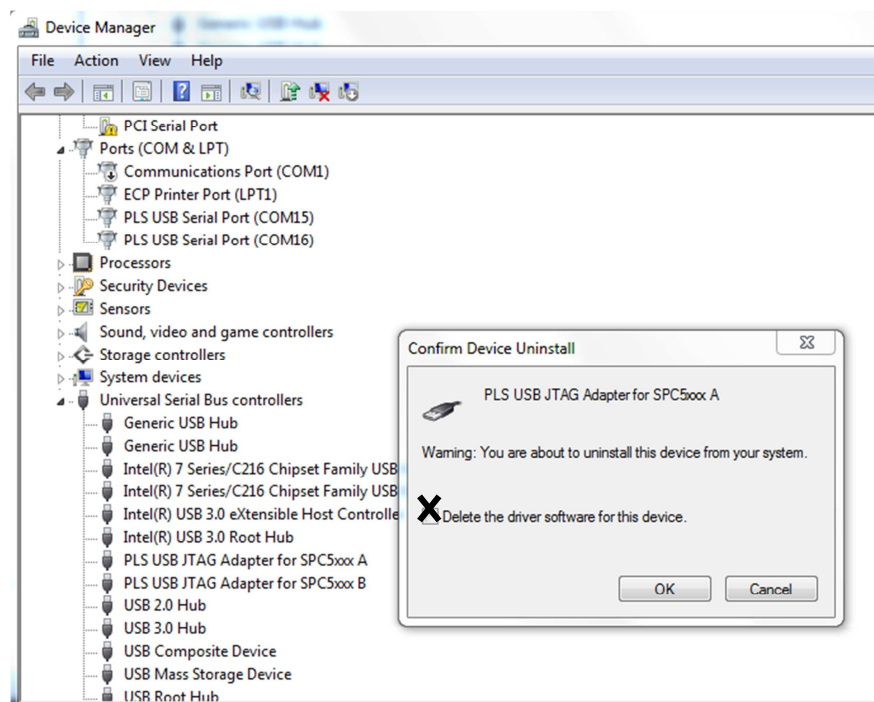 Device Manager
File Action View Help
PCI Serial Port
Ports (COM & LPT)
Communications Port (COM1)
ECP Printer Port (LPT1)
PLS USB Serial Port (COM15)
PLS USB Serial Port (COM16)
Processors
Security Devices
Sensors
Sound, video and game controllers
Storage controllers
System devices
Universal Serial Bus controllers
Generic USB Hub
Generic USB Hub
Intel(R) 7 Series/C216 Chipset Family USB
Intel(R) 7 Series/C216 Chipset Family USB
Intel(R) USB 3.0 eXtensible Host Controlle
Intel(R) USB 3.0 Root Hub
PLS USB JTAG Adapter for SPC5xxx A
PLS USB JTAG Adapter for SPC5xxx B
USB 2.0 Hub
USB 3.0 Hub
USB Composite Device
USB Mass Storage Device
USB Root Hub
Confirm Device Uninstall
PLS USB JTAG Adapter for SPC5xxx A
Warning: You are about to uninstall this device from your system.
Delete the driver software for this device.
OK Cancel